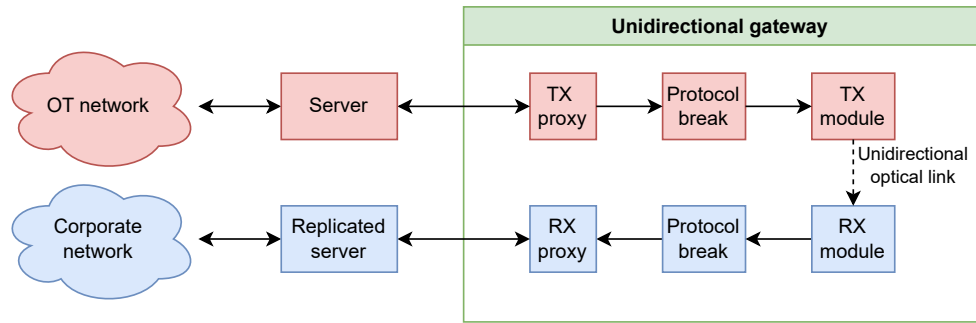 Unidirectional gateway
OT network
Server
TX
proxy
Protocol
break
TX
module
Unidirectional
optical link
Corporate
network
Replicated
server
RX
proxy
Protocol
break
RX
module